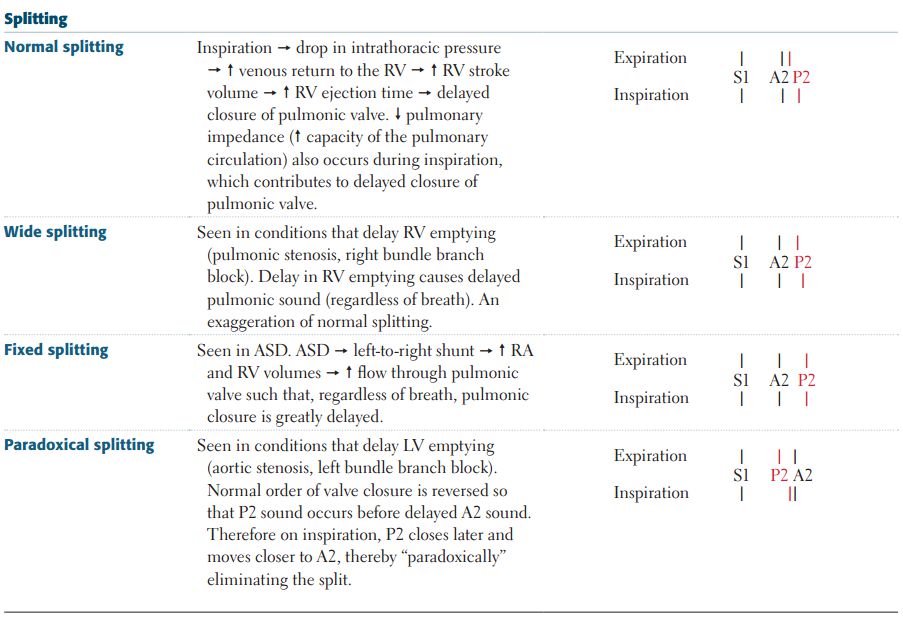 Splitting
Normal splitting
Inspiration → drop in intrathoracic pressure
→ ↑ venous return to the RV → ↑ RV stroke
volume → ↑ RV ejection time → delayed
closure of pulmonic valve. ↓ pulmonary
impedance (↑ capacity of the pulmonary
circulation) also occurs during inspiration,
which contributes to delayed closure of
pulmonic valve.
Expiration
S1 A2 P2
Inspiration
Wide splitting
Seen in conditions that delay RV emptying
(pulmonic stenosis, right bundle branch
block). Delay in RV emptying causes delayed
pulmonic sound (regardless of breath). An
exaggeration of normal splitting.
Expiration
S1 A2 P2
Inspiration
Fixed splitting
Seen in ASD. ASD → left-to-right shunt → ↑ RA
and RV volumes → ↑ flow through pulmonic
valve such that, regardless of breath, pulmonic
closure is greatly delayed.
Expiration
S1 A2 P2
Inspiration
Paradoxical splitting
Seen in conditions that delay LV emptying
(aortic stenosis, left bundle branch block).
Normal order of valve closure is reversed so
that P2 sound occurs before delayed A2 sound.
Therefore on inspiration, P2 closes later and
moves closer to A2, thereby “paradoxically”
eliminating the split.
Expiration
S1 P2 A2
Inspiration